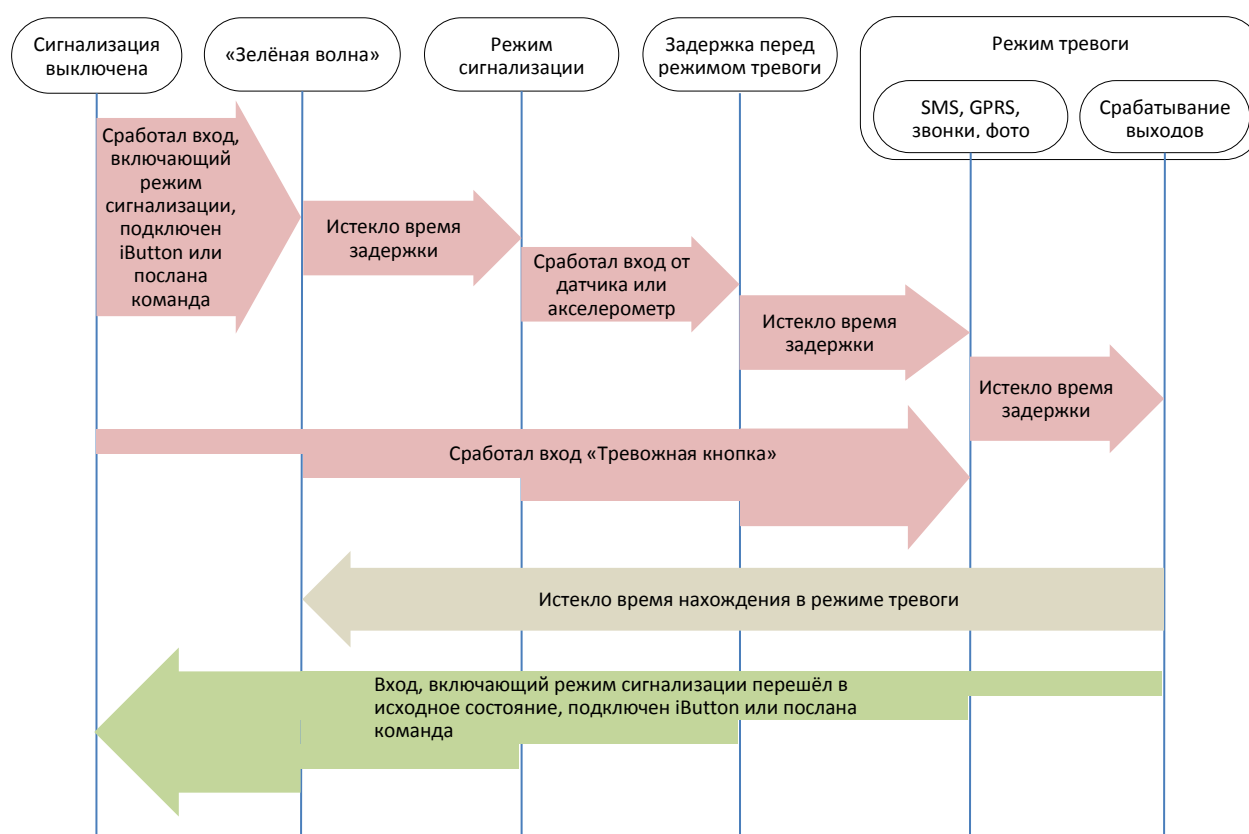 Сигнализация
выключена
«Зелёная волна»
Режим
сигнализации
Задержка перед
режимом тревоги
Режим тревоги
SMS, GPRS,
звонки, фото
Срабатывание
выходов
Сработал вход,
включающий
режим
сигнализации,
подключен
iButton или
послана
команда
Истекло время
задержки
Сработал вход от
датчика или
акселерометр
Истекло время
задержки
Истекло время
задержки
Сработал вход «Тревожная кнопка»
Истекло время нахождения в режиме тревоги
Вход, включающий режим сигнализации перешёл в
исходное состояние, подключен iButton или послана
команда